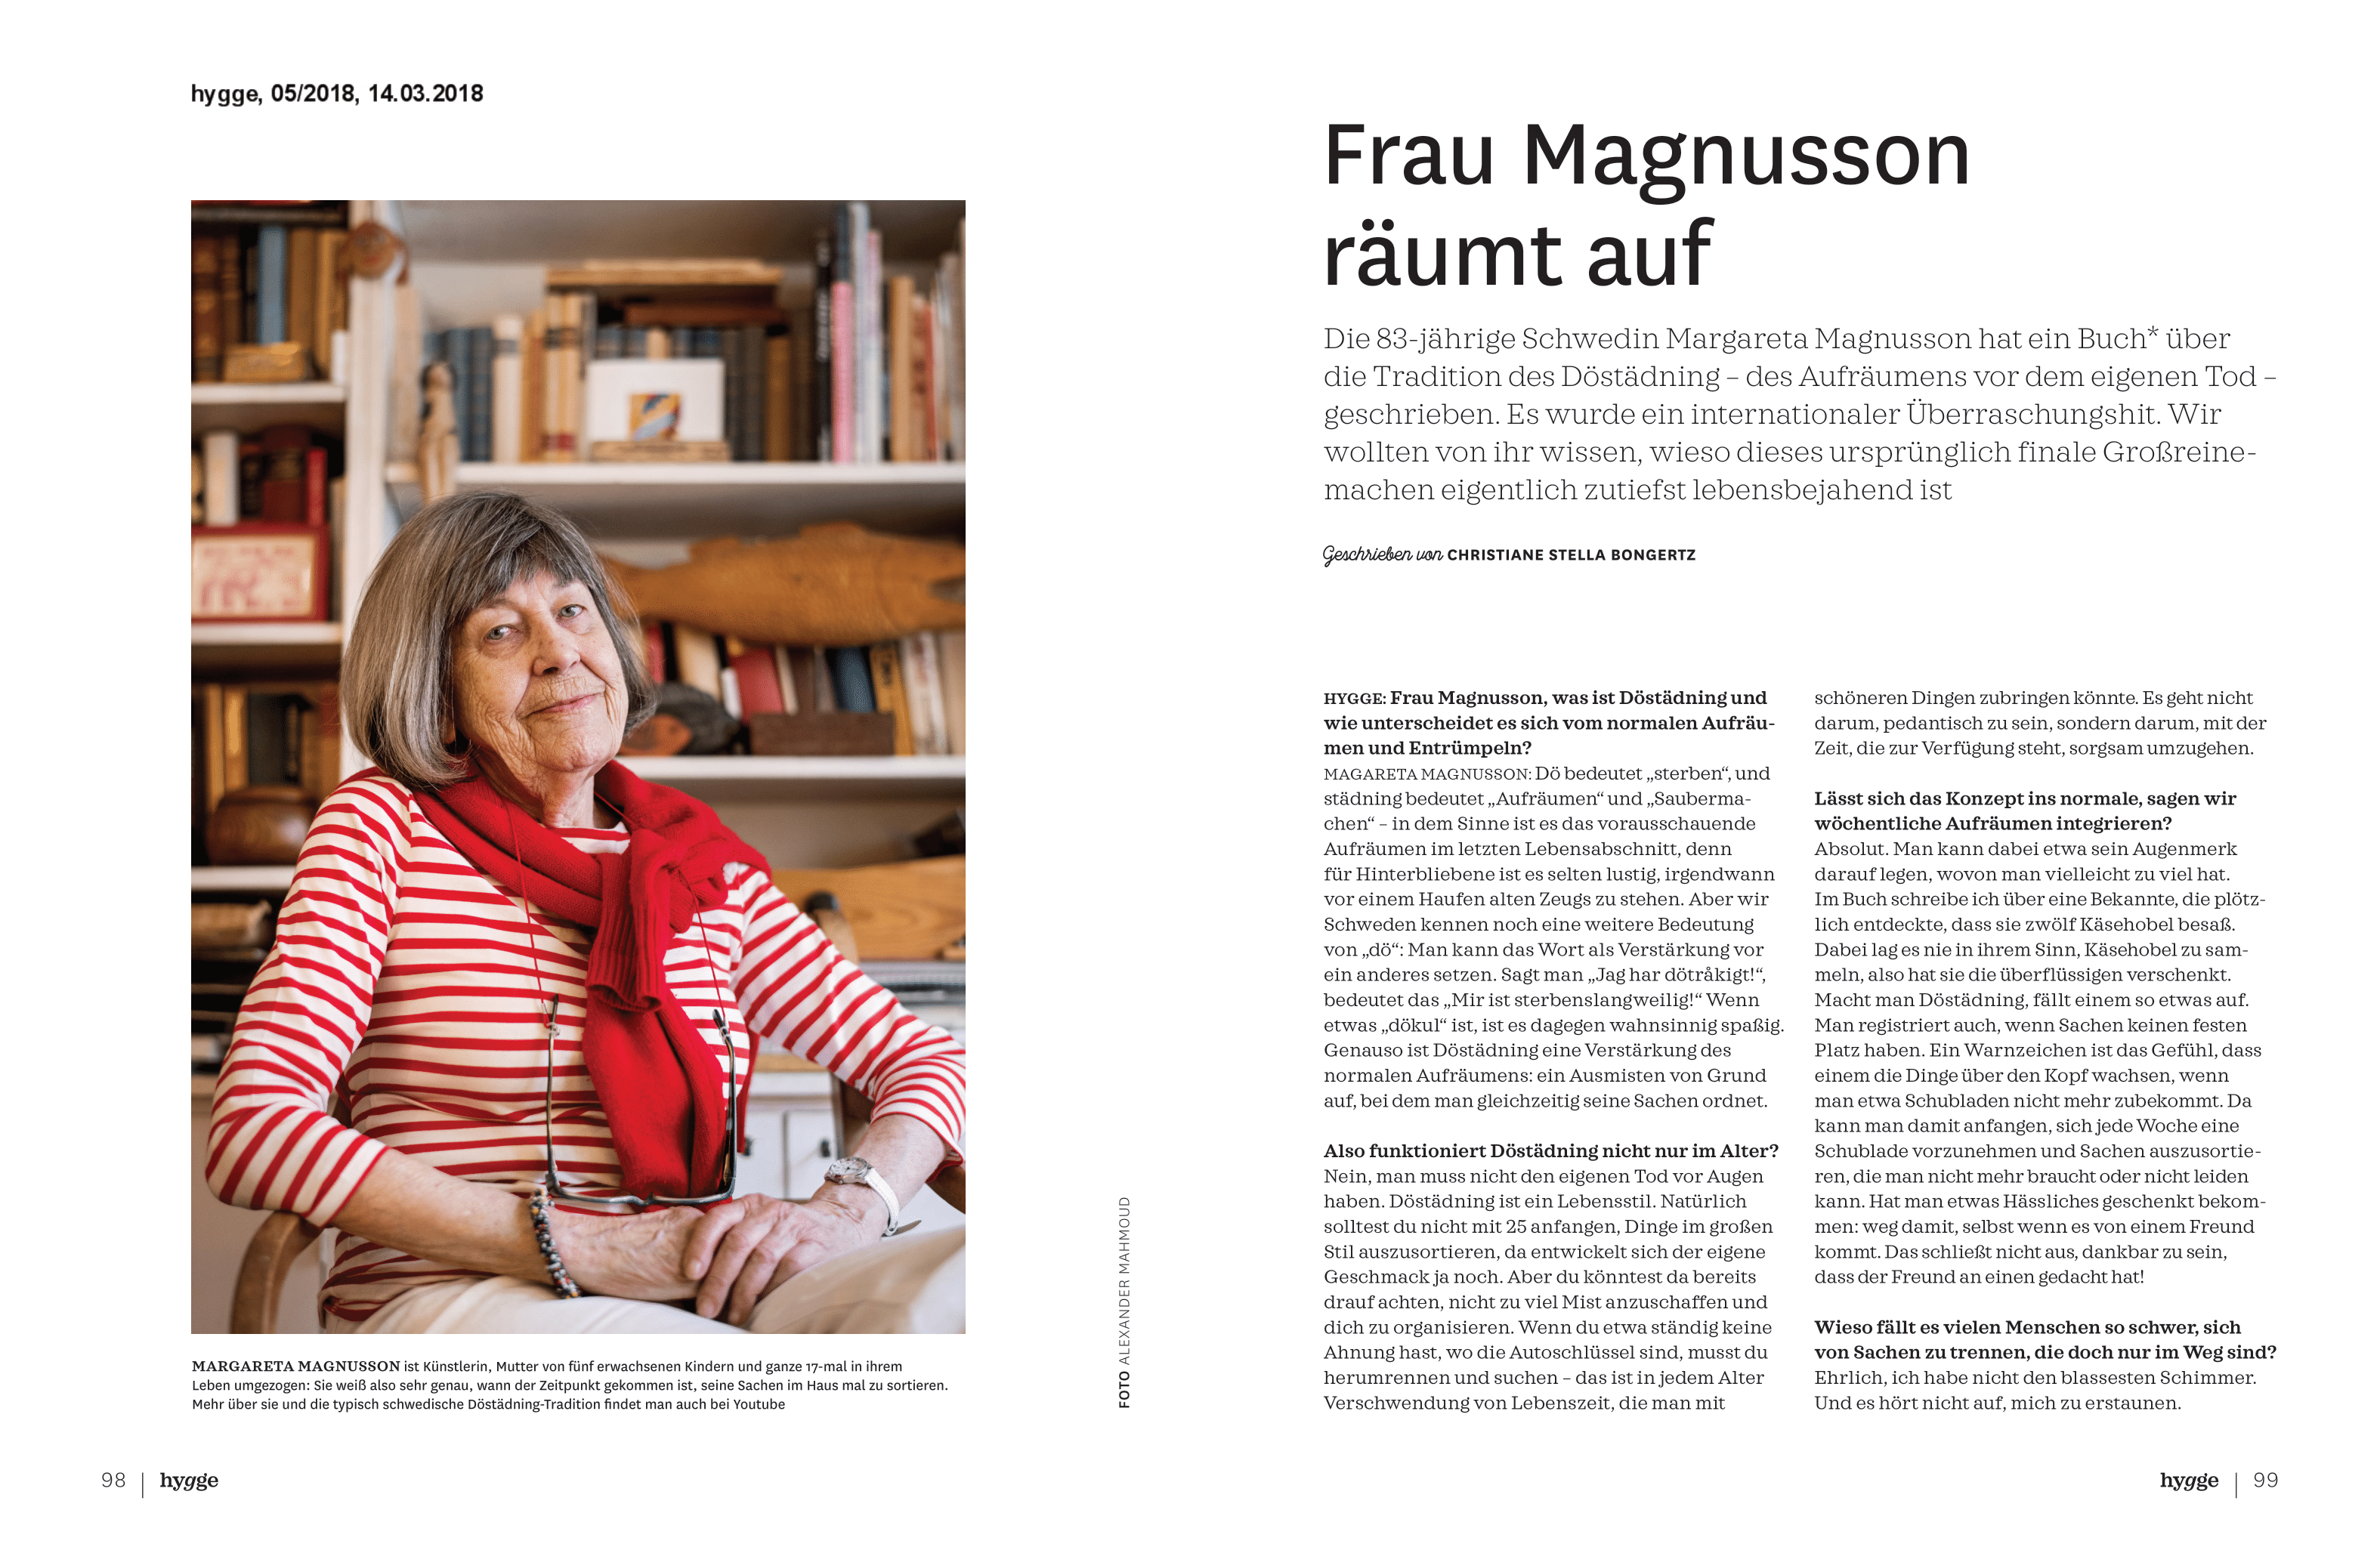 hygge, 05/2018, 14.03.2018
MARGARETA MAGNUSSON ist Künstlerin, Mutter von fünf erwachsenen Kindern und ganze 17-mal in ihrem
Leben umgezogen: Sie weiß also sehr genau, wann der Zeitpunkt gekommen ist, seine Sachen im Haus mal zu sortieren.
Mehr über sie und die typisch schwedische Döstädning-Tradition findet man auch bei Youtube
FOTO ALEXANDER MAHMOUD
98 | hygge
Frau Magnusson
räumt auf
Die 83-jährige Schwedin Margareta Magnusson hat ein Buch* über
die Tradition des Döstädning – des Aufräumens vor dem eigenen Tod –
geschrieben. Es wurde ein internationaler Überraschungshit. Wir
wollten von ihr wissen, wieso dieses ursprünglich finale Großreine-
machen eigentlich zutiefst lebensbejahend ist
Geschrieben von CHRISTIANE STELLA BONGERTZ
HYGGE: Frau Magnusson, was ist Döstädning und
wie unterscheidet es sich vom normalen Aufräu-
men und Entrümpeln?
MAGARETA MAGNUSSON: Dö bedeutet „sterben“, und
städning bedeutet „Aufräumen“ und „Sauberma-
chen“ – in dem Sinne ist es das vorausschauende
Aufräumen im letzten Lebensabschnitt, denn
für Hinterbliebene ist es selten lustig, irgendwann
vor einem Haufen alten Zeugs zu stehen. Aber wir
Schweden kennen noch eine weitere Bedeutung
von „dö“: Man kann das Wort als Verstärkung vor
ein anderes setzen. Sagt man „Jag har dötråkigt!“,
bedeutet das „Mir ist sterbenslangweilig!“ Wenn
etwas „dökul“ ist, ist es dagegen wahnsinnig spaßig.
Genauso ist Döstädning eine Verstärkung des
normalen Aufräumens: ein Ausmisten von Grund
auf, bei dem man gleichzeitig seine Sachen ordnet.
Also funktioniert Döstädning nicht nur im Alter?
Nein, man muss nicht den eigenen Tod vor Augen
haben. Döstädning ist ein Lebensstil. Natürlich
solltest du nicht mit 25 anfangen, Dinge im großen
Stil auszusortieren, da entwickelt sich der eigene
Geschmack ja noch. Aber du könntest da bereits
drauf achten, nicht zu viel Mist anzuschaffen und
dich zu organisieren. Wenn du etwa ständig keine
Ahnung hast, wo die Autoschlüssel sind, musst du
herumrennen und suchen – das ist in jedem Alter
Verschwendung von Lebenszeit, die man mit
schöneren Dingen zubringen könnte. Es geht nicht
darum, pedantisch zu sein, sondern darum, mit der
Zeit, die zur Verfügung steht, sorgsam umzugehen.
Lässt sich das Konzept ins normale, sagen wir
wöchentliche Aufräumen integrieren?
Absolut. Man kann dabei etwa sein Augenmerk
darauf legen, wovon man vielleicht zu viel hat.
Im Buch schreibe ich über eine Bekannte, die plötz-
lich entdeckte, dass sie zwölf Käsehobel besaß.
Dabei lag es nie in ihrem Sinn, Käsehobel zu sam-
meln, also hat sie die überflüssigen verschenkt.
Macht man Döstädning, fällt einem so etwas auf.
Man registriert auch, wenn Sachen keinen festen
Platz haben. Ein Warnzeichen ist das Gefühl, dass
einem die Dinge über den Kopf wachsen, wenn
man etwa Schubladen nicht mehr zubekommt. Da
kann man damit anfangen, sich jede Woche eine
Schublade vorzunehmen und Sachen auszusortie-
ren, die man nicht mehr braucht oder nicht leiden
kann. Hat man etwas Hässliches geschenkt bekom-
men: weg damit, selbst wenn es von einem Freund
kommt. Das schließt nicht aus, dankbar zu sein,
dass der Freund an einen gedacht hat!
Wieso fällt es vielen Menschen so schwer, sich
von Sachen zu trennen, die doch nur im Weg sind?
Ehrlich, ich habe nicht den blassesten Schimmer.
Und es hört nicht auf, mich zu erstaunen.
hygge | 99